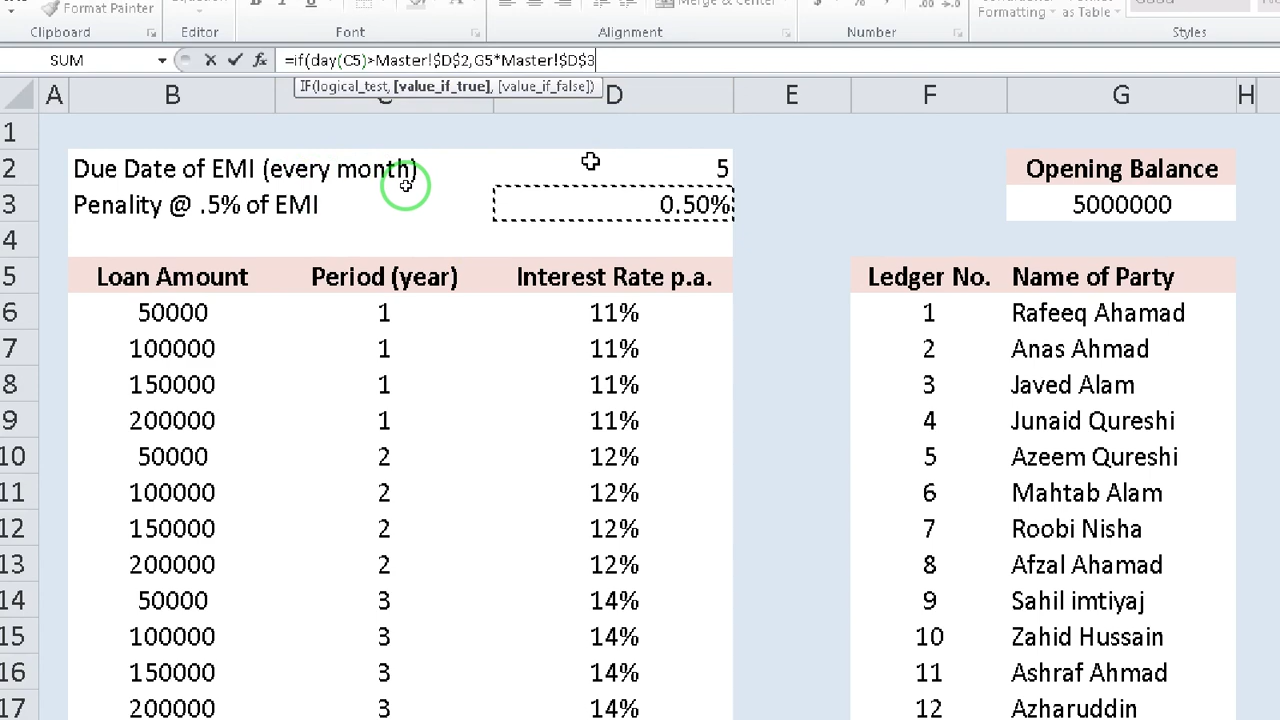 Format Painter
Merge & Center
Formatting as Table
Clipboard
Editor
Font
Alignment
Number
Styles
SUM
=if(day(C5)>Master!$D$2,G5*Master!$D$3
IF(logical_test, [value_if_true], [value_if_false])
A B C D E F G H
1
2 Due Date of EMI (every month) 5 Opening Balance
3 Penality @ .5% of EMI 0.50% 5000000
4
5 Loan Amount Period (year) Interest Rate p.a. Ledger No. Name of Party
6 50000 1 11% 1 Rafeeq Ahamad
7 100000 1 11% 2 Anas Ahmad
8 150000 1 11% 3 Javed Alam
9 200000 1 11% 4 Junaid Qureshi
10 50000 2 12% 5 Azeem Qureshi
11 100000 2 12% 6 Mahtab Alam
12 150000 2 12% 7 Roobi Nisha
13 200000 2 12% 8 Afzal Ahamad
14 50000 3 14% 9 Sahil imtiyaj
15 100000 3 14% 10 Zahid Hussain
16 150000 3 14% 11 Ashraf Ahmad
17 200000 3 14% 12 Azharuddin